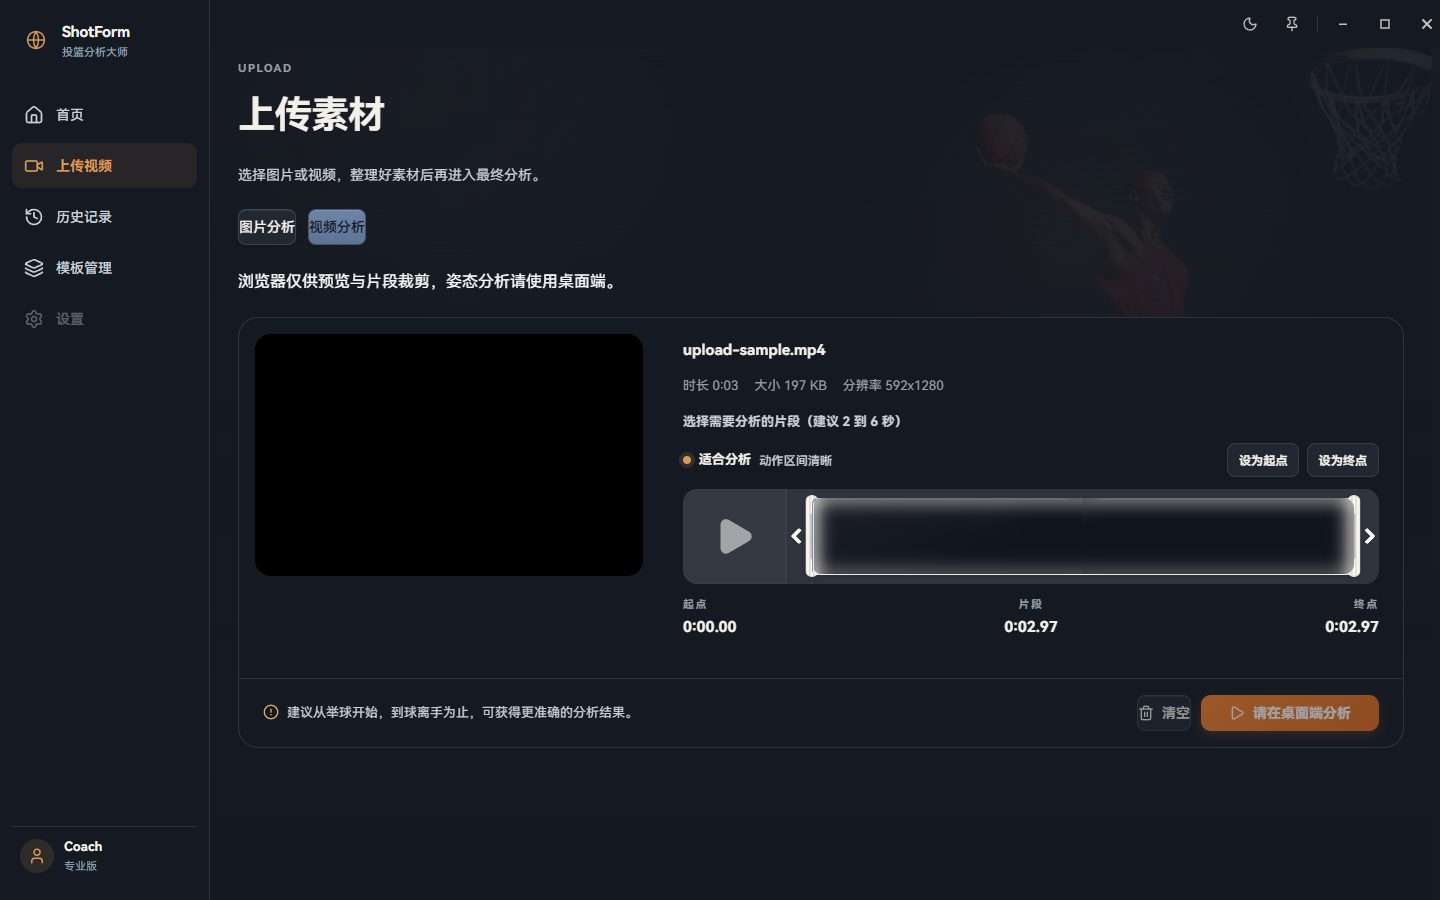 ShotForm
投篮分析大师
首页
上传视频
历史记录
模板管理
设置
Coach
专业版
UPLOAD
上传素材
选择图片或视频，整理好素材后再进入最终分析。
图片分析
视频分析
浏览器仅供预览与片段裁剪，姿态分析请使用桌面端。
upload-sample.mp4
时长 0:03 大小 197 KB 分辨率 592x1280
选择需要分析的片段（建议 2 到 6 秒）
适合分析 动作区间清晰
设为起点 设为终点
起点 片段 终点
0:00.00 0:02.97 0:02.97
建议从举球开始，到球离手为止，可获得更准确的分析结果。
清空 请在桌面端分析